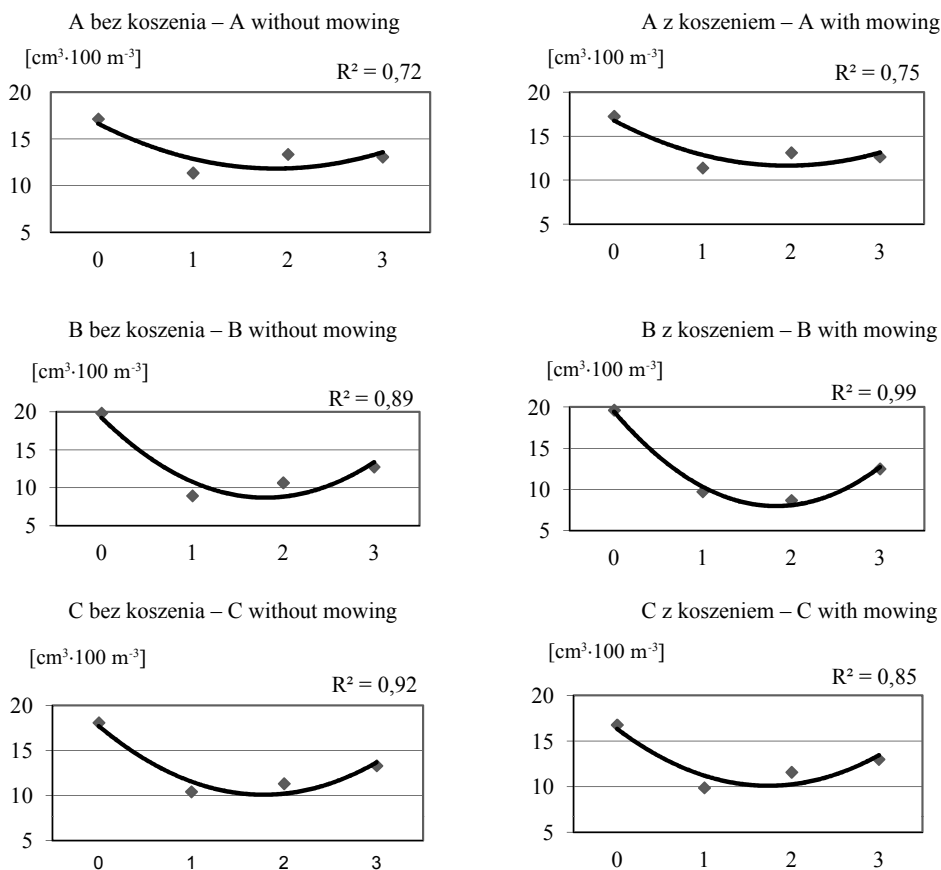 A bez koszenia – A without mowing
[cm³·100 m⁻³]
R² = 0,72
20
15
10
5
0 1 2 3
A z koszeniem – A with mowing
[cm³·100 m⁻³]
R² = 0,75
20
15
10
5
0 1 2 3
B bez koszenia – B without mowing
[cm³·100 m⁻³]
R² = 0,89
20
15
10
5
0 1 2 3
B z koszeniem – B with mowing
[cm³·100 m⁻³]
R² = 0,99
20
15
10
5
0 1 2 3
C bez koszenia – C without mowing
[cm³·100 m⁻³]
R² = 0,92
20
15
10
5
0 1 2 3
C z koszeniem – C with mowing
[cm³·100 m⁻³]
R² = 0,85
20
15
10
5
0 1 2 3